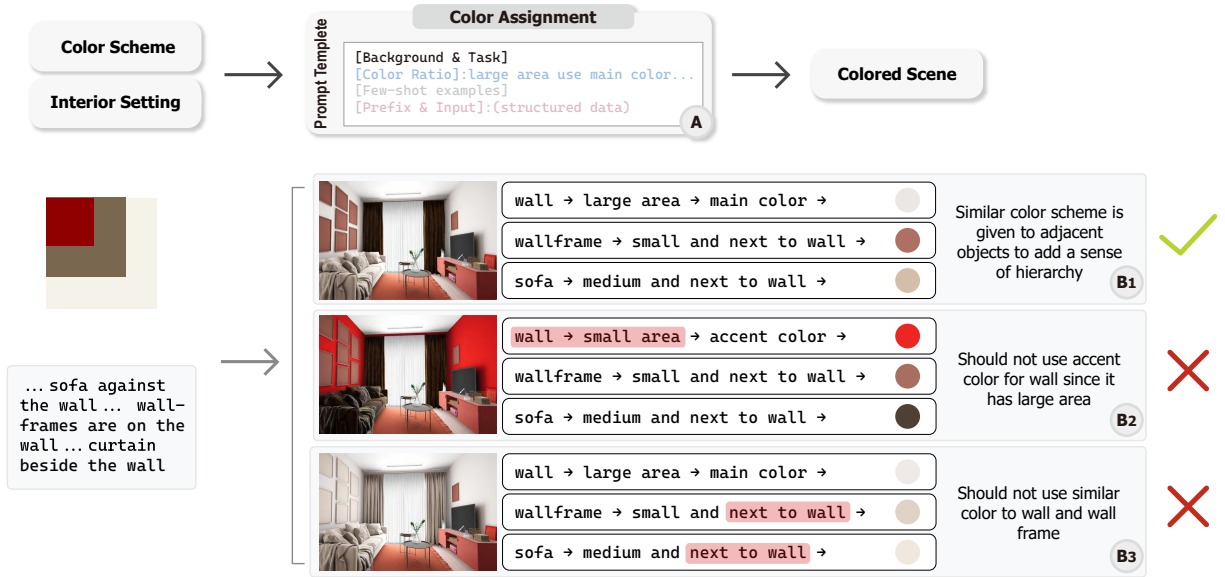 Color Scheme
Interior Setting
Color Assignment
Prompt Templete
[Background & Task]
[Color Ratio]:large area use main color...
[Few-shot examples]
[Prefix & Input]:(structured data)
A
Colored Scene
... sofa against
the wall ... wall-
frames are on the
wall ... curtain
beside the wall
wall → large area → main color →
wallframe → small and next to wall →
sofa → medium and next to wall →
Similar color scheme is
given to adjacent
objects to add a sense
of hierarchy
B1
wall → small area → accent color →
wallframe → small and next to wall →
sofa → medium and next to wall →
Should not use accent
color for wall since it
has large area
B2
wall → large area → main color →
wallframe → small and next to wall →
sofa → medium and next to wall →
Should not use similar
color to wall and wall
frame
B3